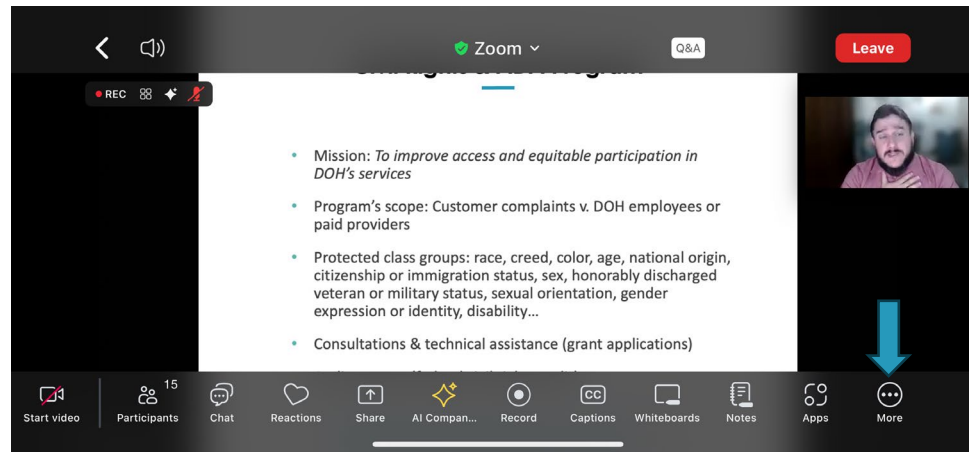 Zoom
Q&A
Leave
REC
Mission: To improve access and equitable participation in
DOH's services
Program's scope: Customer complaints v. DOH employees or
paid providers
Protected class groups: race, creed, color, age, national origin,
citizenship or immigration status, sex, honorably discharged
veteran or military status, sexual orientation, gender
expression or identity, disability...
Consultations & technical assistance (grant applications)
15
Start video
Participants
Chat
Reactions
Share
AI Compan...
Record
CC
Captions
Whiteboards
Notes
Apps
More